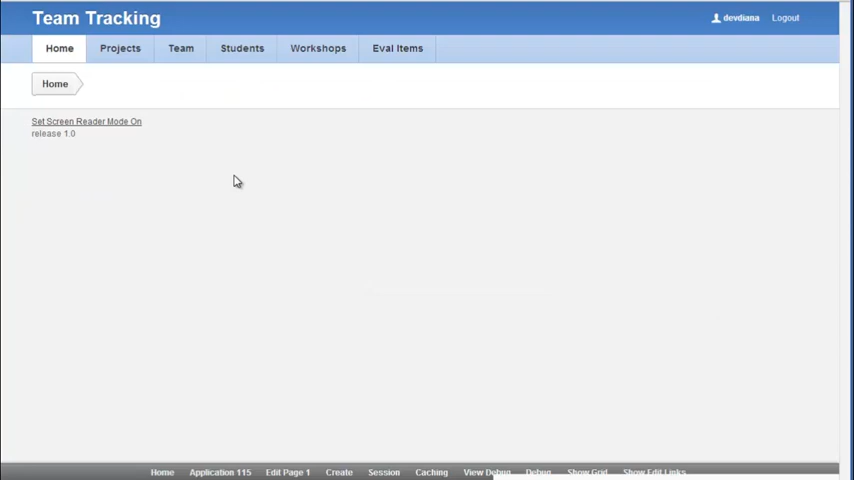 Team Tracking
devdiana Logout
Home Projects Team Students Workshops Eval Items
Home
Set Screen Reader Mode On
release 1.0
Home Application 115 Edit Page 1 Create Session Caching View Debug Debug Show Grid Show Edit Links